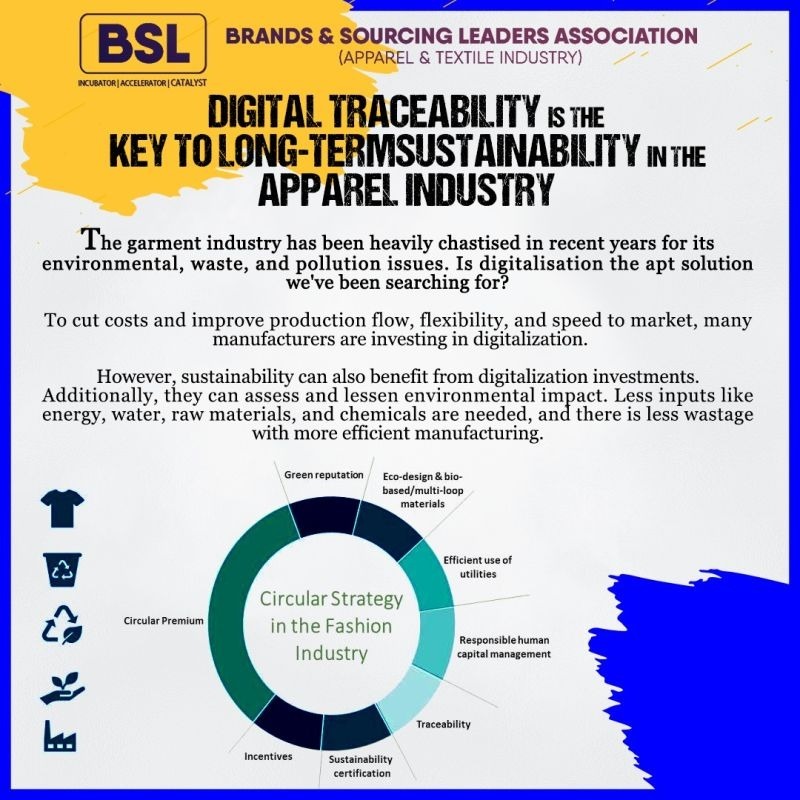 BSL
INCUBATOR | ACCELERATOR | CATALYST
BRANDS & SOURCING LEADERS ASSOCIATION
(APPAREL & TEXTILE INDUSTRY)
DIGITAL TRACEABILITY IS THE
KEY TO LONG-TERMSUSTAINABILITY IN THE
APPAREL INDUSTRY
The garment industry has been heavily chastised in recent years for its
environmental, waste, and pollution issues. Is digitalisation the apt solution
we've been searching for?
To cut costs and improve production flow, flexibility, and speed to market, many
manufacturers are investing in digitalization.
However, sustainability can also benefit from digitalization investments.
Additionally, they can assess and lessen environmental impact. Less inputs like
energy, water, raw materials, and chemicals are needed, and there is less wastage
with more efficient manufacturing.
Green reputation
Eco-design & bio-
based/multi-loop
materials
Efficient use of
utilities
Responsible human
capital management
Traceability
Sustainability
certification
Incentives
Circular Premium
Circular Strategy
in the Fashion
Industry